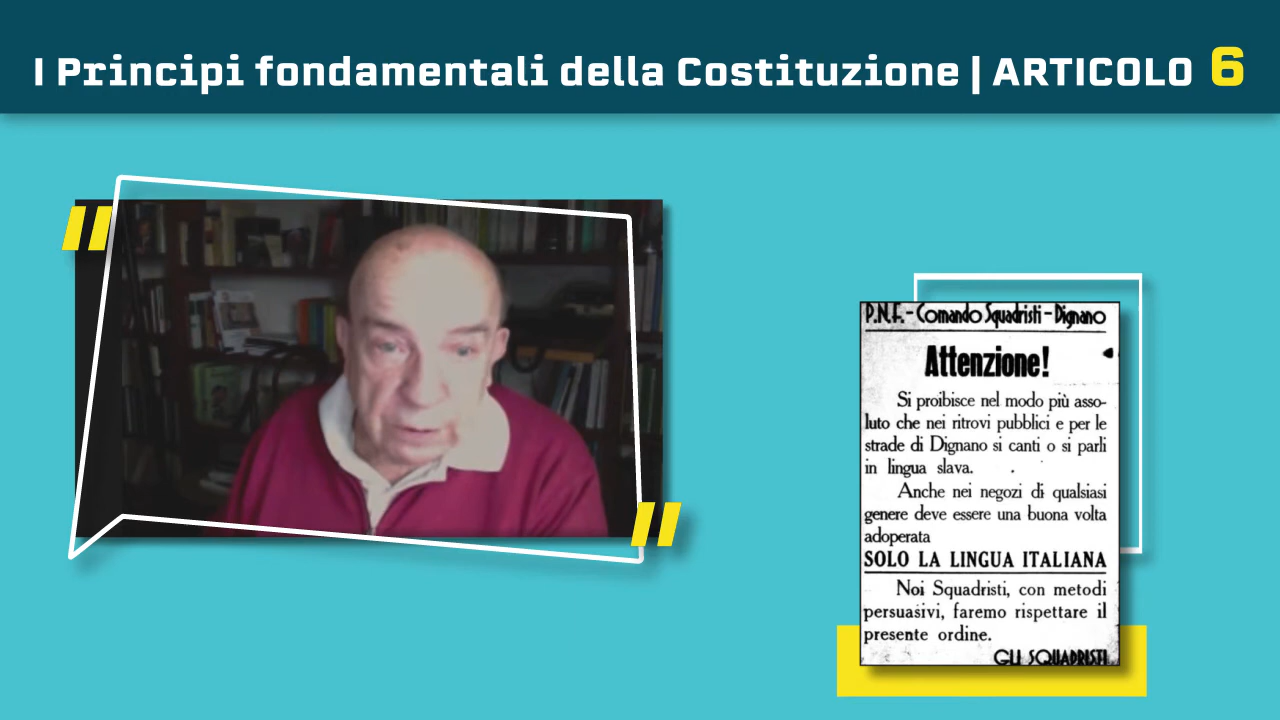 I Principi fondamentali della Costituzione | ARTICOLO 6
P.N.F. - Comando Squadristi - Dignano
Attenzione!
Si proibisce nel modo più asso-
luto che nei ritrovi pubblici e per le
strade di Dignano si canti o si parli
in lingua slava.
Anche nei negozi di qualsiasi
genere deve essere una buona volta
adoperata
SOLO LA LINGUA ITALIANA
Noi Squadristi, con metodi
persuasivi, faremo rispettare il
presente ordine.
GLI SQUADRISTI